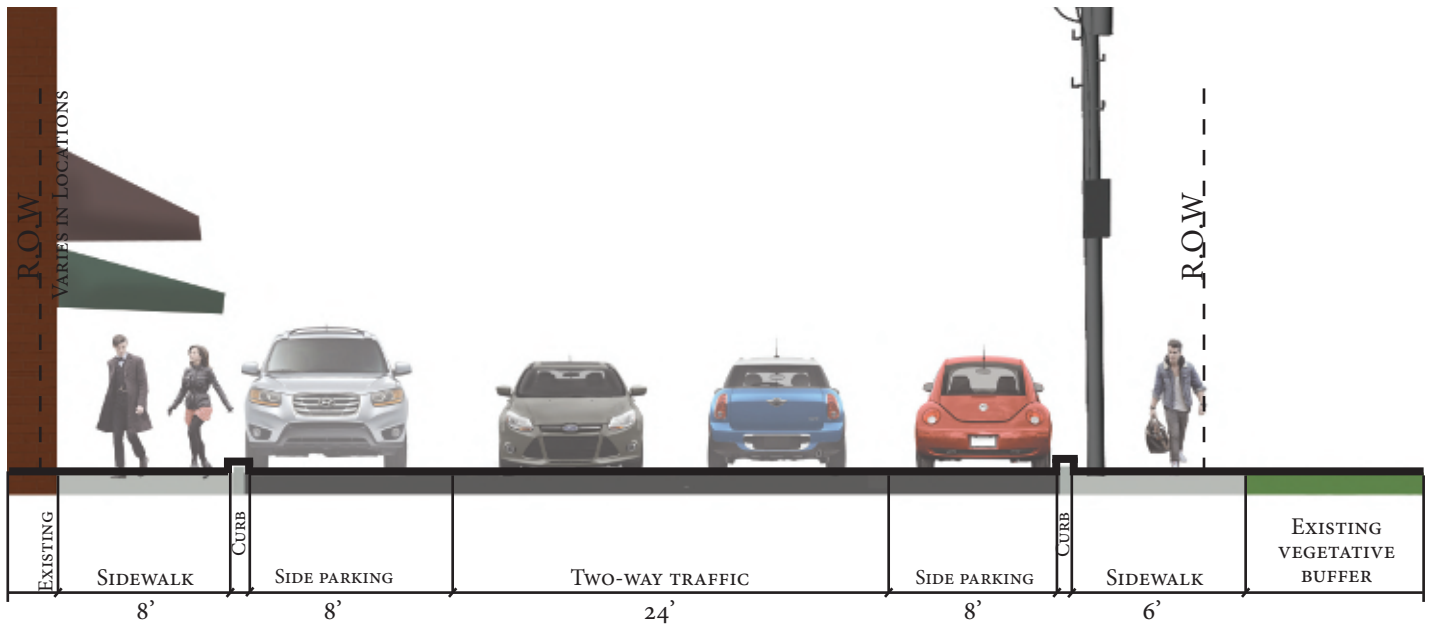 R.O.W.
Varies in Locations
R.O.W.
Existing
Sidewalk
Curb
Side parking
Two-way traffic
Side parking
Curb
Sidewalk
Existing
vegetative
buffer
8’
8’
24’
8’
6’